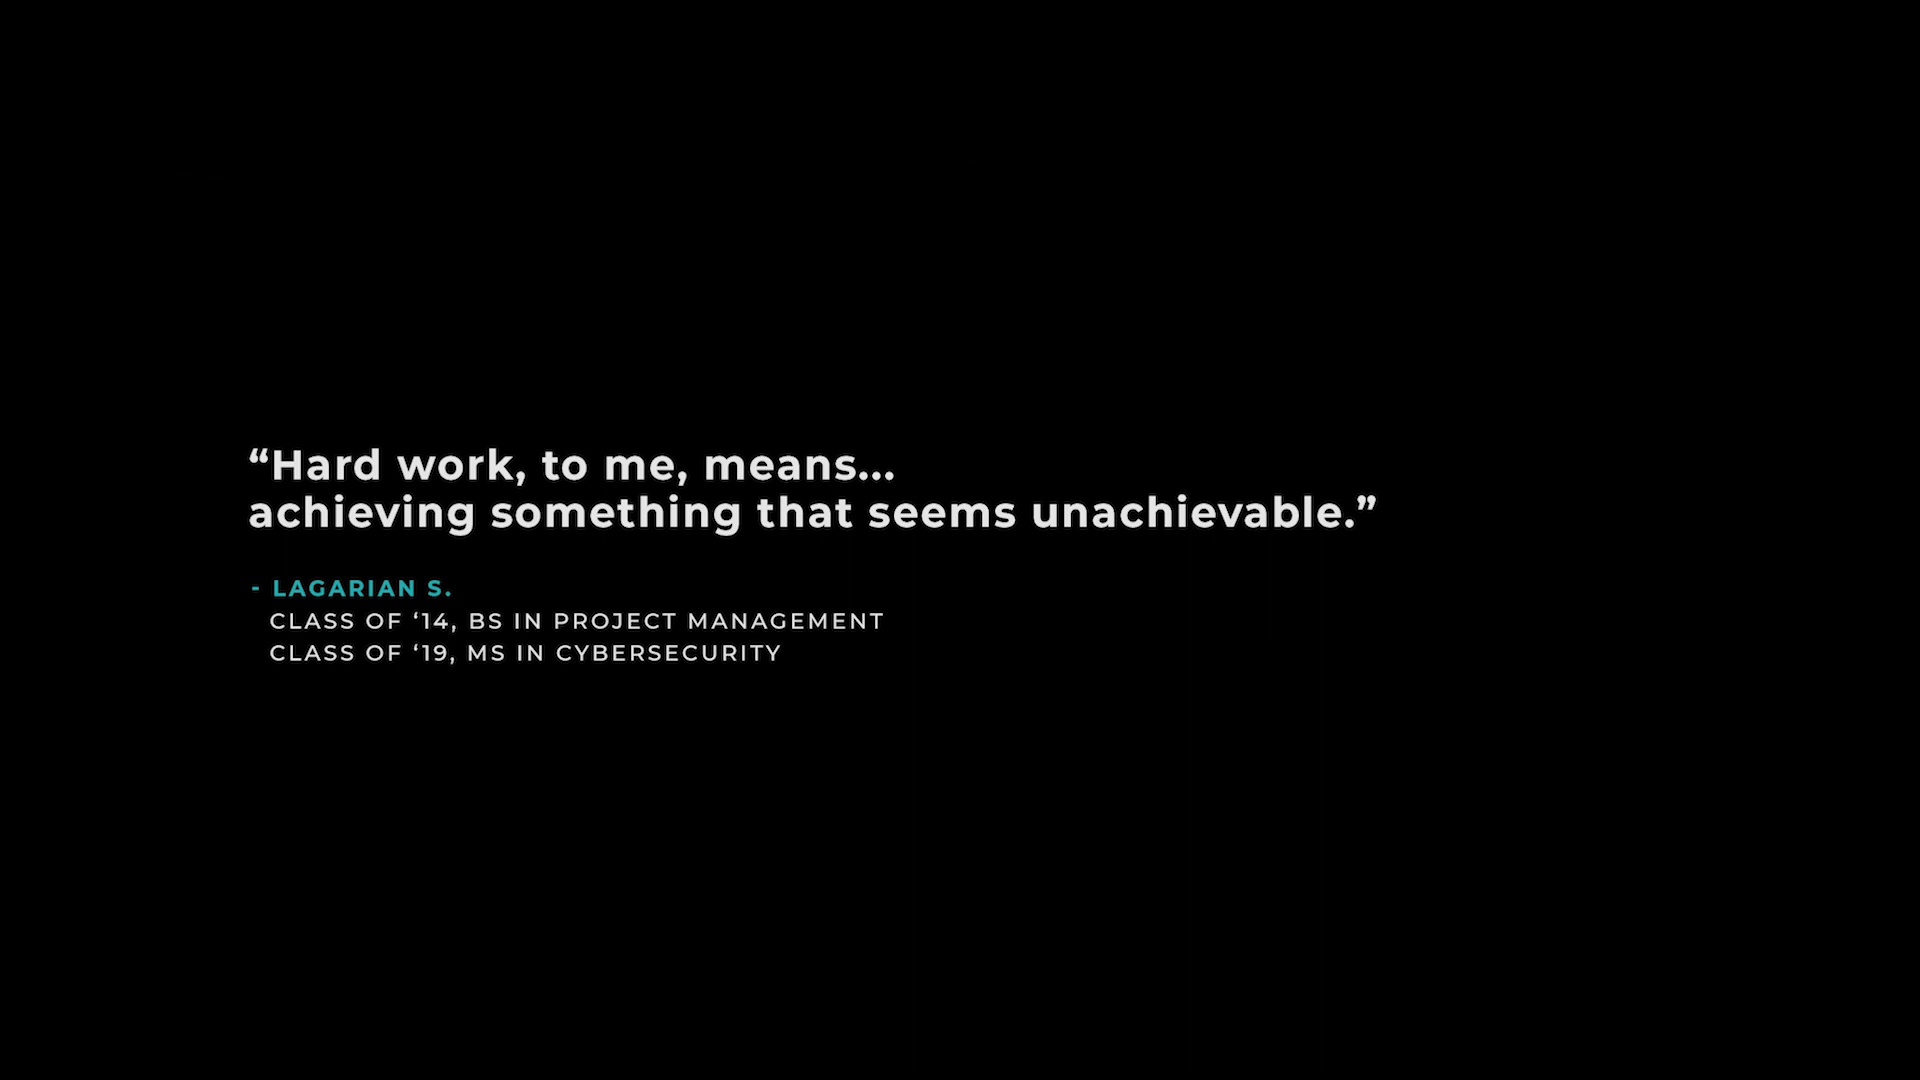 “Hard work, to me, means...
achieving something that seems unachievable.”
- LAGARIAN S.
CLASS OF ‘14, BS IN PROJECT MANAGEMENT
CLASS OF ‘19, MS IN CYBERSECURITY